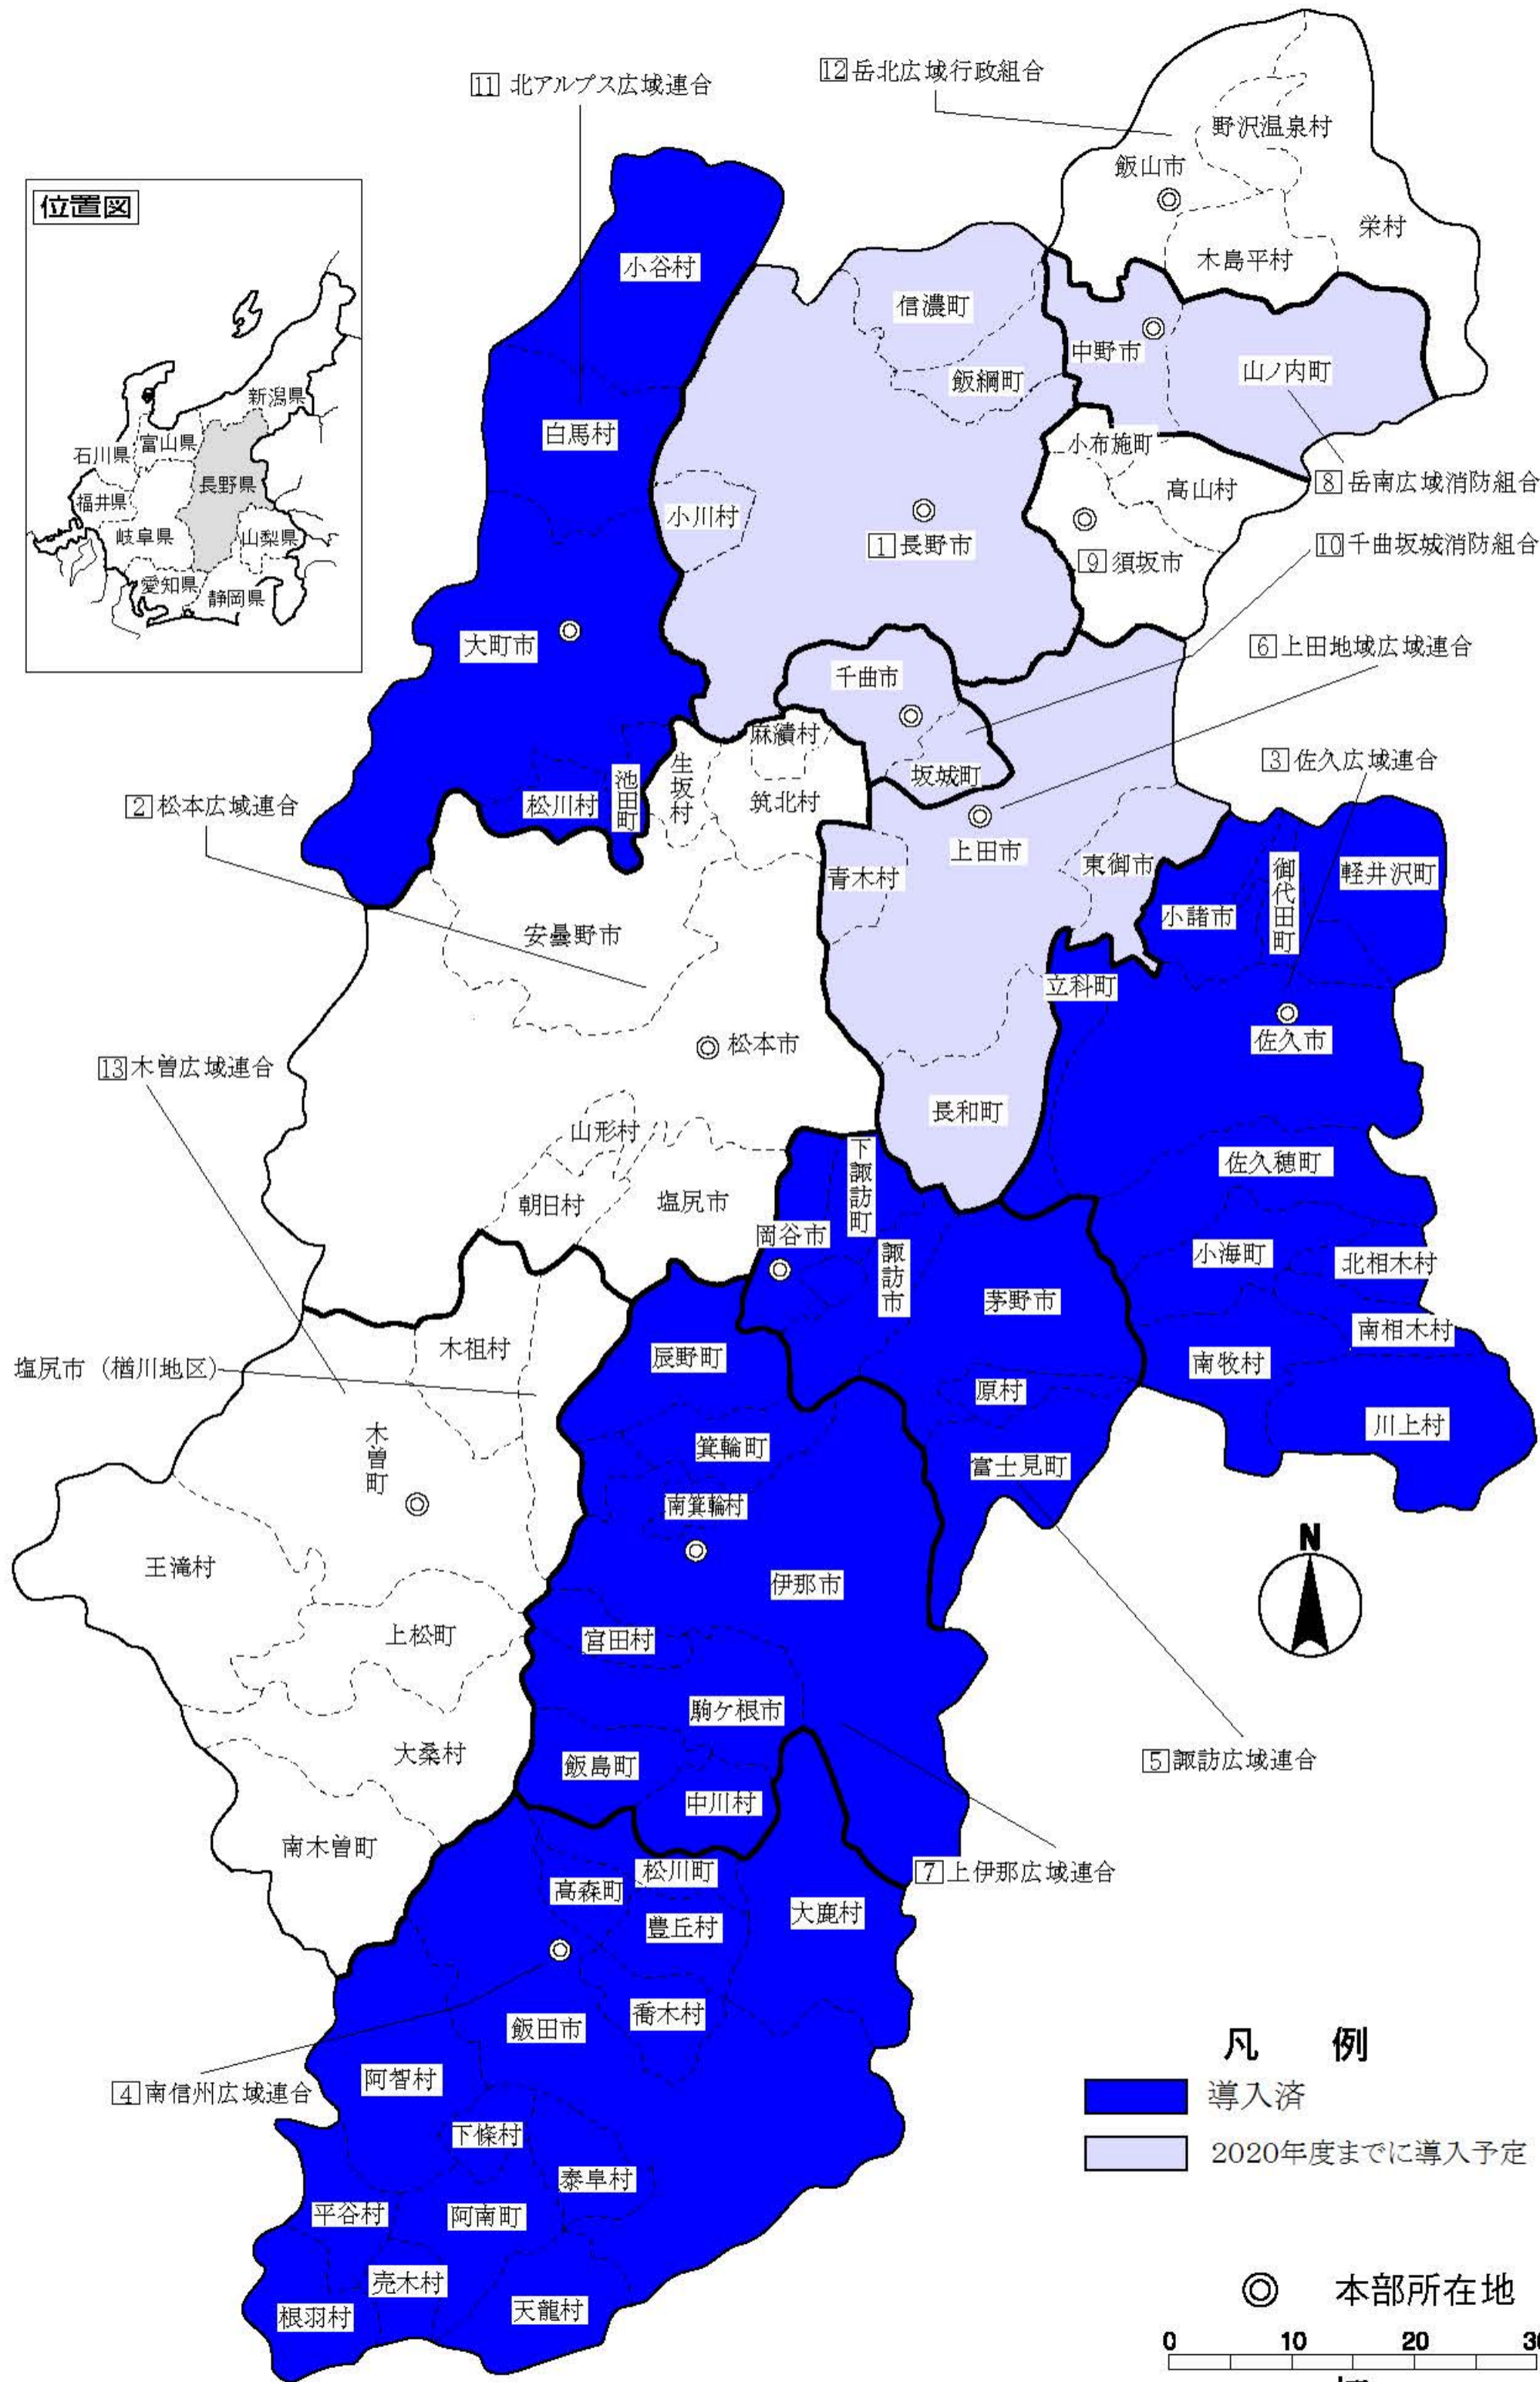 11 北アルプス広域連合
12 岳北広域行政組合
野沢温泉村
飯山市
栄村
木島平村
位置図
新潟県
富山県
石川県
長野県
福井県
岐阜県
山梨県
愛知県
静岡県
小谷村
信濃町
中野市
山ノ内町
飯綱町
白馬村
小布施町
高山村
8 岳南広域消防組合
小川村
1 長野市
9 須坂市
10 千曲坂城消防組合
大町市
6 上田地域広域連合
千曲市
麻績村
生坂村
坂城町
3 佐久広域連合
池田町
松川村
筑北村
2 松本広域連合
上田市
東御市
青木村
御代田町
軽井沢町
小諸市
安曇野市
立科町
佐久市
松本市
13 木曽広域連合
長和町
山形村
下諏訪町
佐久穂町
朝日村
塩尻市
岡谷市
諏訪市
小海町
北相木村
茅野市
南相木村
木祖村
辰野町
南牧村
塩尻市（楢川地区）
原村
川上村
木曽町
箕輪町
富士見町
南箕輪村
N
王滝村
伊那市
上松町
宮田村
駒ケ根市
大桑村
飯島町
5 諏訪広域連合
中川村
南木曽町
松川町
7 上伊那広域連合
高森町
大鹿村
豊丘村
喬木村
飯田市
凡　例
阿智村
4 南信州広域連合
導入済
下條村
2020年度までに導入予定
泰阜村
平谷村
阿南町
売木村
天龍村
根羽村
本部所在地
0 10 20